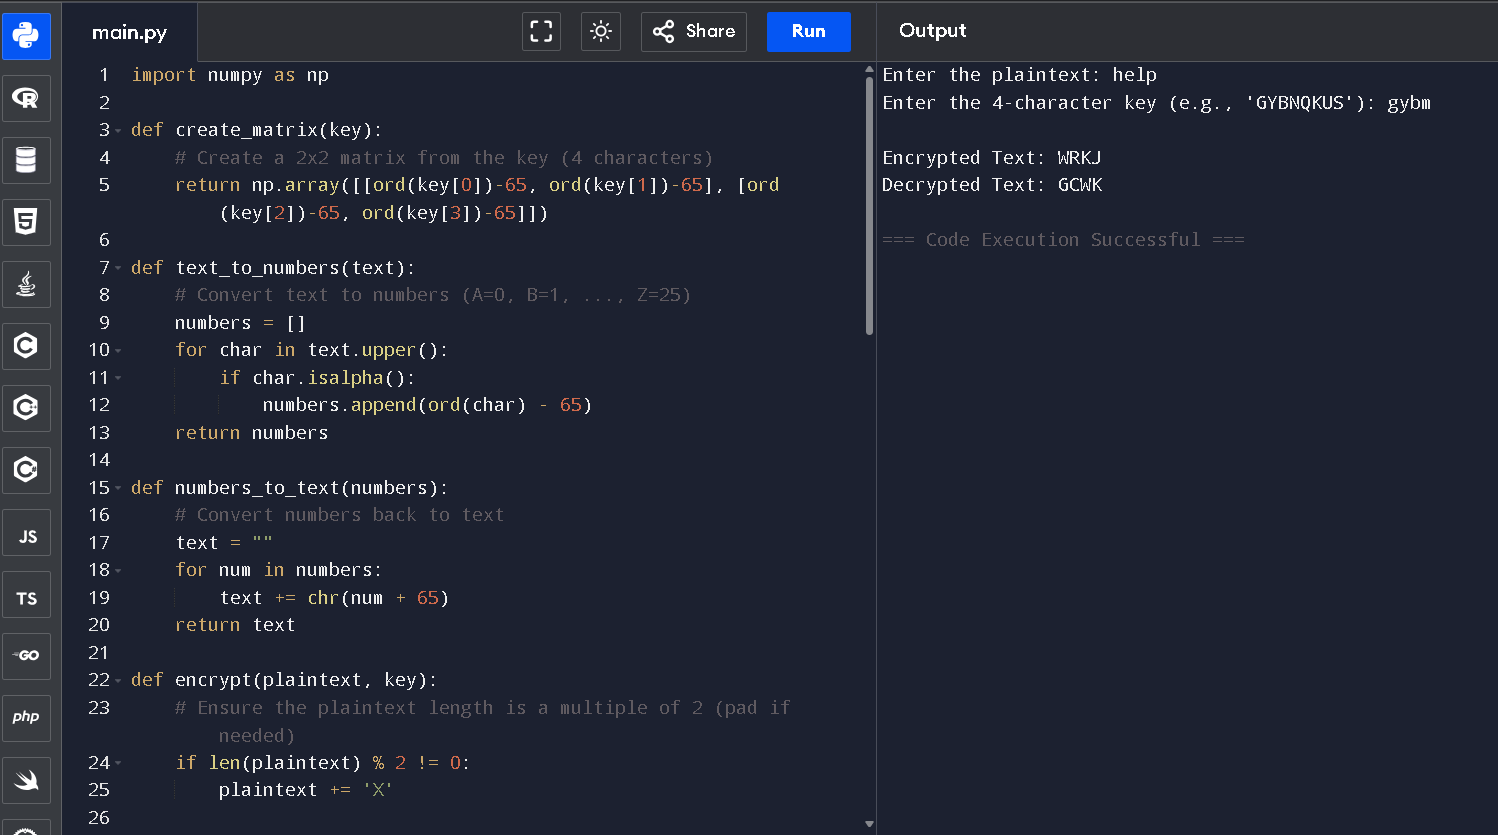 main.py
Share
Run
Output
1 import numpy as np
2
3 def create_matrix(key):
4 # Create a 2x2 matrix from the key (4 characters)
5 return np.array([[ord(key[0])-65, ord(key[1])-65], [ord
(key[2])-65, ord(key[3])-65]])
6
7 def text_to_numbers(text):
8 # Convert text to numbers (A=0, B=1, ..., Z=25)
9 numbers = []
10 for char in text.upper():
11 if char.isalpha():
12 numbers.append(ord(char) - 65)
13 return numbers
14
15 def numbers_to_text(numbers):
16 # Convert numbers back to text
17 text = ""
18 for num in numbers:
19 text += chr(num + 65)
20 return text
21
22 def encrypt(plaintext, key):
23 # Ensure the plaintext length is a multiple of 2 (pad if
needed)
24 if len(plaintext) % 2 != 0:
25 plaintext += 'X'
26
Enter the plaintext: help
Enter the 4-character key (e.g., 'GYBNQKUS'): gybm
Encrypted Text: WRKJ
Decrypted Text: GCWK
=== Code Execution Successful ===
R
5
C
C+
C#
JS
TS
GO
php